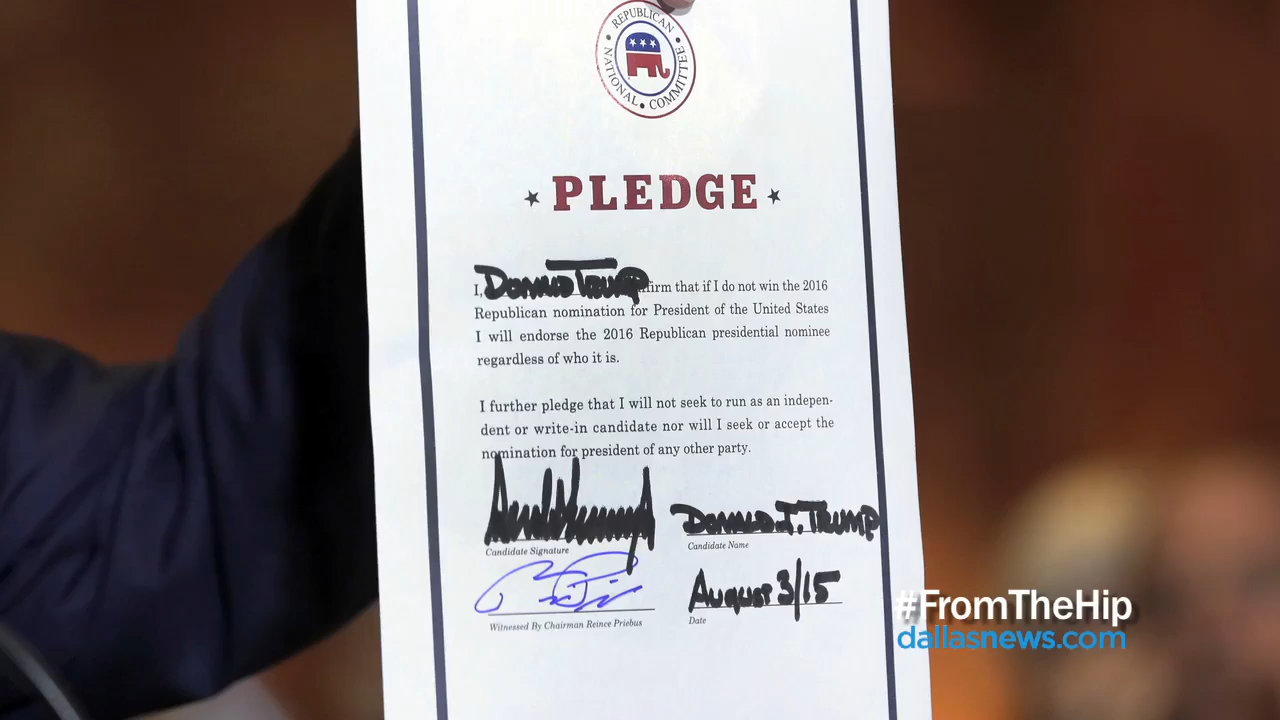 REPUBLICAN NATIONAL COMMITTEE
PLEDGE
I, Donald Trump ffirm that if I do not win the 2016
Republican nomination for President of the United States
I will endorse the 2016 Republican presidential nominee
regardless of who it is.
I further pledge that I will not seek to run as an indepen-
dent or write-in candidate nor will I seek or accept the
nomination for president of any other party.
DONALD J. TRUMP
Candidate Signature
Candidate Name
August 3/15
Witnessed By Chairman Reince Priebus
Date
#FromTheHip
dallasnews.com